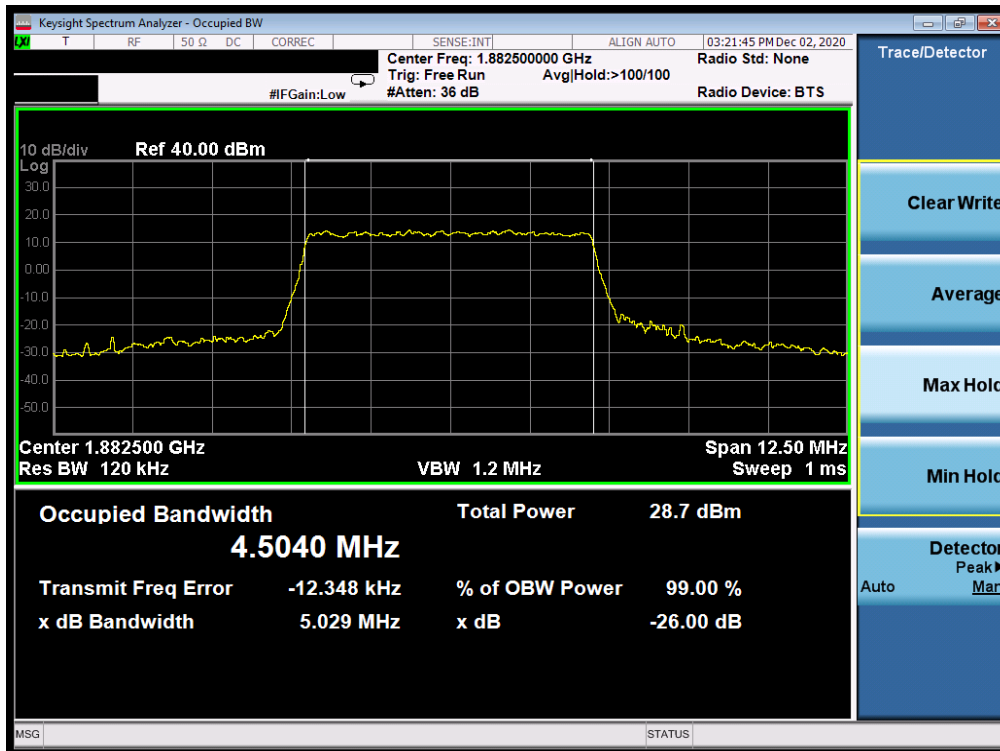 Keysight Spectrum Analyzer - Occupied BW
LXI T RF 50 Ω DC CORREC SENSE:INT ALIGN AUTO 03:21:45 PM Dec 02, 2020
Center Freq: 1.882500000 GHz Radio Std: None
Trig: Free Run Avg|Hold:>100/100
#IFGain:Low #Atten: 36 dB Radio Device: BTS
Trace/Detector
10 dB/div Ref 40.00 dBm
Log
30.0
20.0
10.0
0.00
-10.0
-20.0
-30.0
-40.0
-50.0
Center 1.882500 GHz Span 12.50 MHz
Res BW 120 kHz VBW 1.2 MHz Sweep 1 ms
Occupied Bandwidth Total Power 28.7 dBm
4.5040 MHz
Transmit Freq Error -12.348 kHz % of OBW Power 99.00 %
x dB Bandwidth 5.029 MHz x dB -26.00 dB
Clear Write
Average
Max Hold
Min Hold
Detector
Peak
Auto Man
MSG STATUS